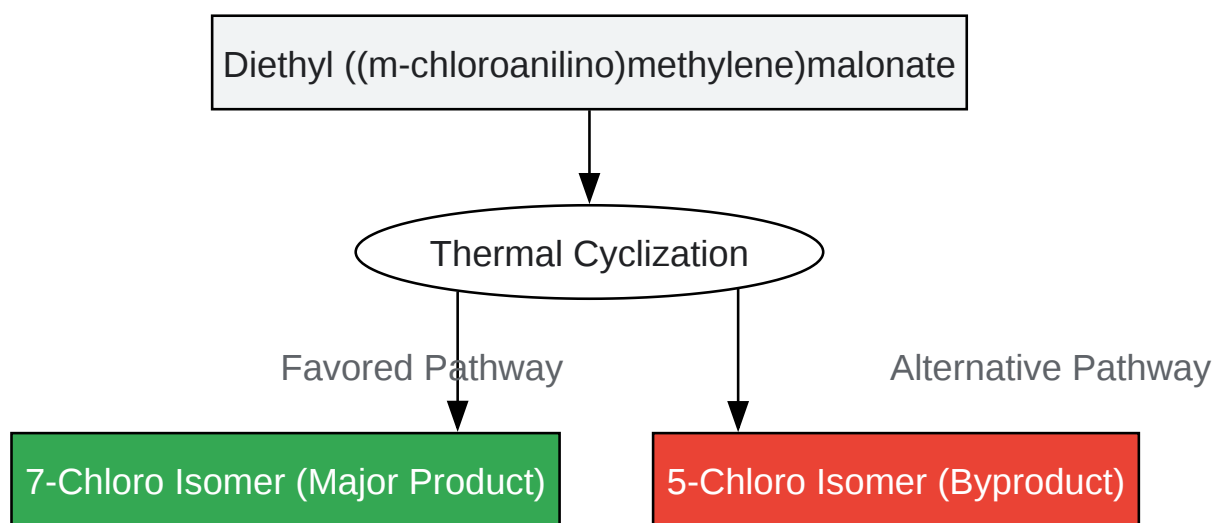 Diethyl ((m-chloroanilino)methylene)malonate
Thermal Cyclization
Favored Pathway
Alternative Pathway
7-Chloro Isomer (Major Product)
5-Chloro Isomer (Byproduct)